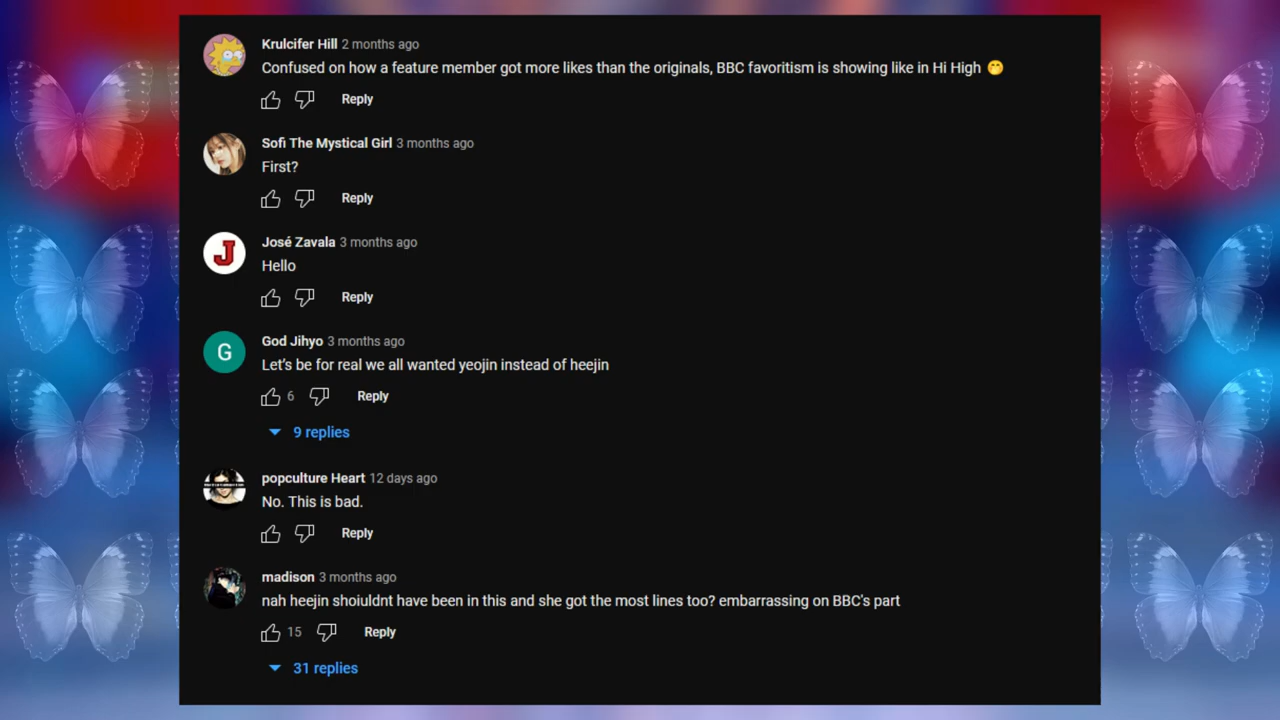 Krulcifer Hill 2 months ago
Confused on how a feature member got more likes than the originals, BBC favoritism is showing like in Hi High 🤭
Reply
Sofi The Mystical Girl 3 months ago
First?
Reply
J
José Zavala 3 months ago
Hello
Reply
G
God Jihyo 3 months ago
Let's be for real we all wanted yeojin instead of heejin
6 Reply
9 replies
popculture Heart 12 days ago
No. This is bad.
Reply
madison 3 months ago
nah heejin shoiuldnt have been in this and she got the most lines too? embarrassing on BBC's part
15 Reply
31 replies